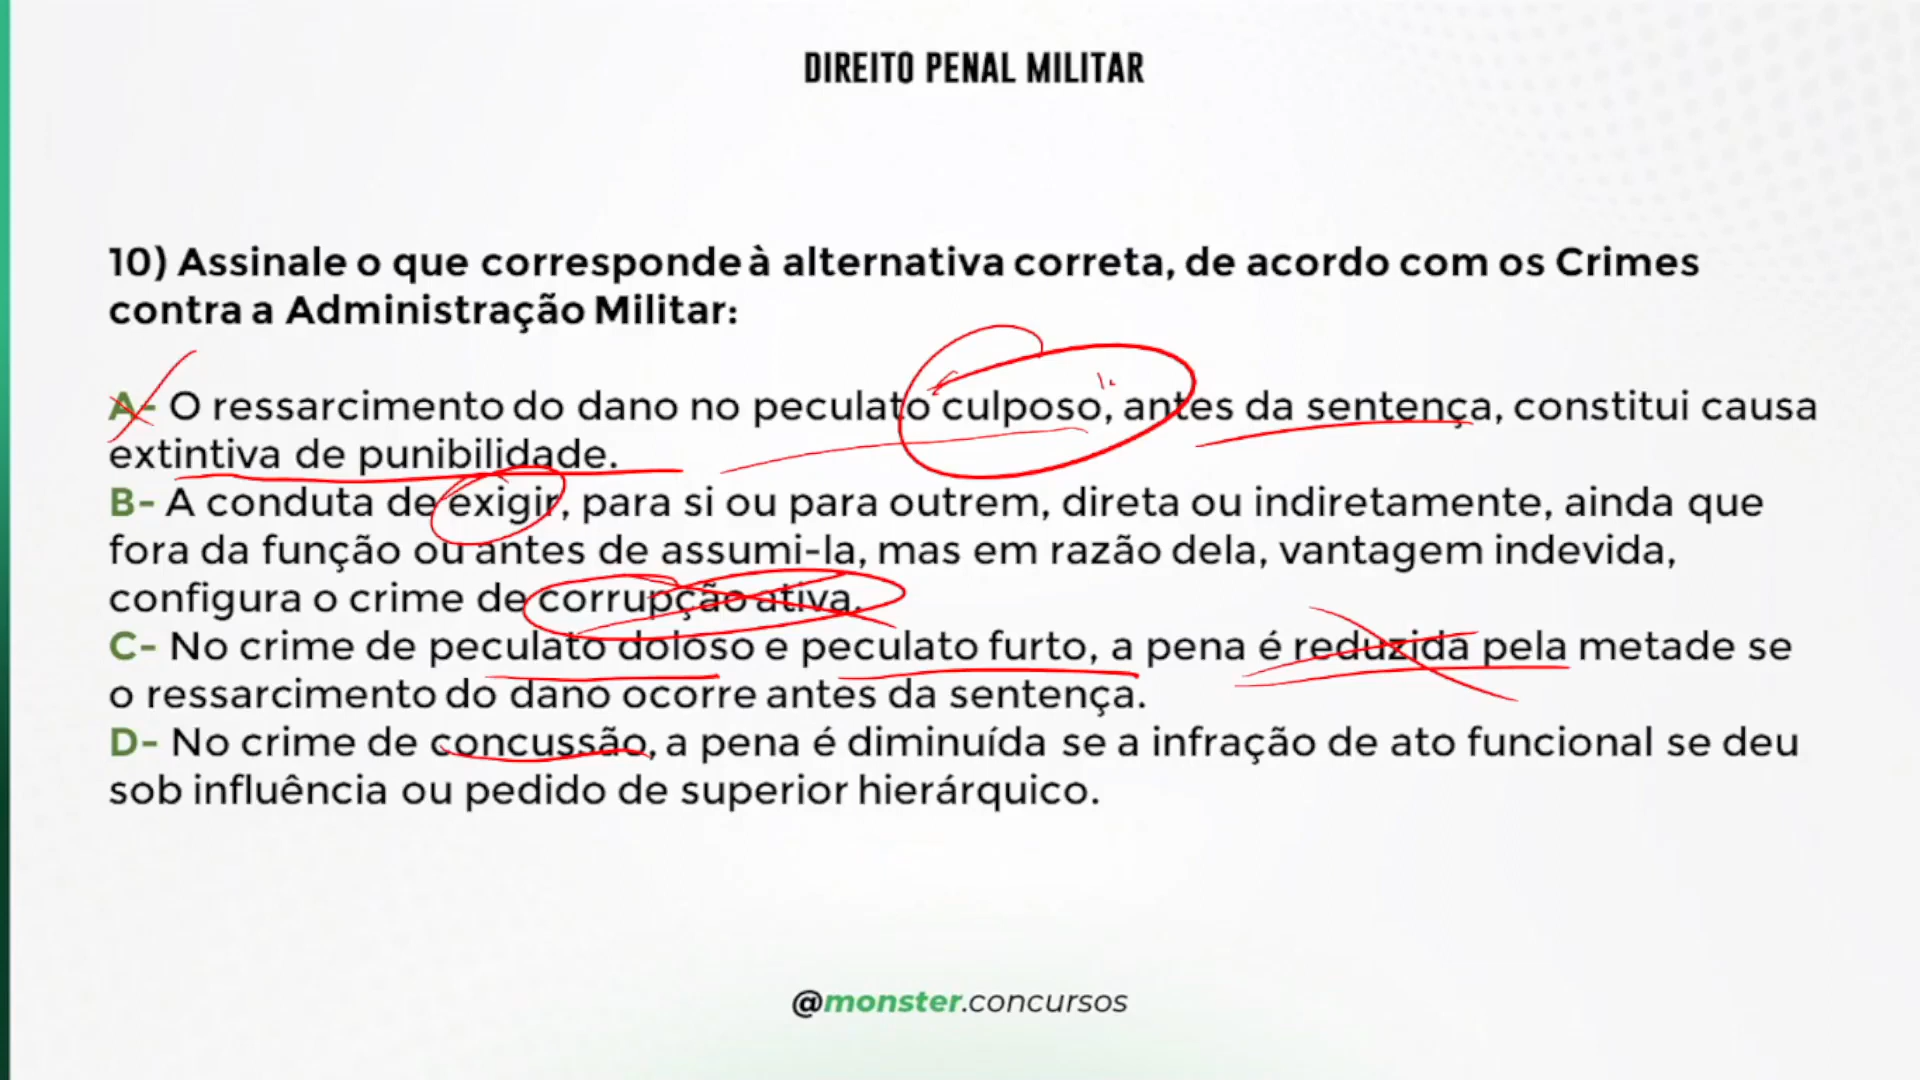 DIREITO PENAL MILITAR
10) Assinale o que corresponde à alternativa correta, de acordo com os Crimes
contra a Administração Militar:
A- O ressarcimento do dano no peculato culposo, antes da sentença, constitui causa
extintiva de punibilidade.
B- A conduta de exigir, para si ou para outrem, direta ou indiretamente, ainda que
fora da função ou antes de assumi-la, mas em razão dela, vantagem indevida,
configura o crime de corrupção ativa.
C- No crime de peculato doloso e peculato furto, a pena é reduzida pela metade se
o ressarcimento do dano ocorre antes da sentença.
D- No crime de concussão, a pena é diminuída se a infração de ato funcional se deu
sob influência ou pedido de superior hierárquico.
@monster.concursos